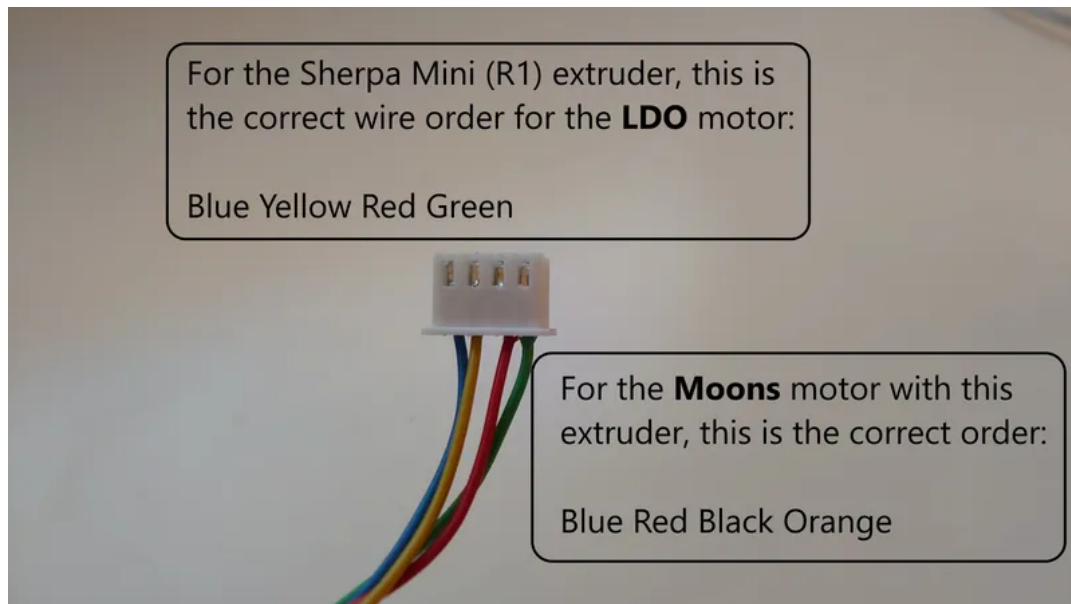 For the Sherpa Mini (R1) extruder, this is
the correct wire order for the LDO motor:
Blue Yellow Red Green
For the Moons motor with this
extruder, this is the correct order:
Blue Red Black Orange